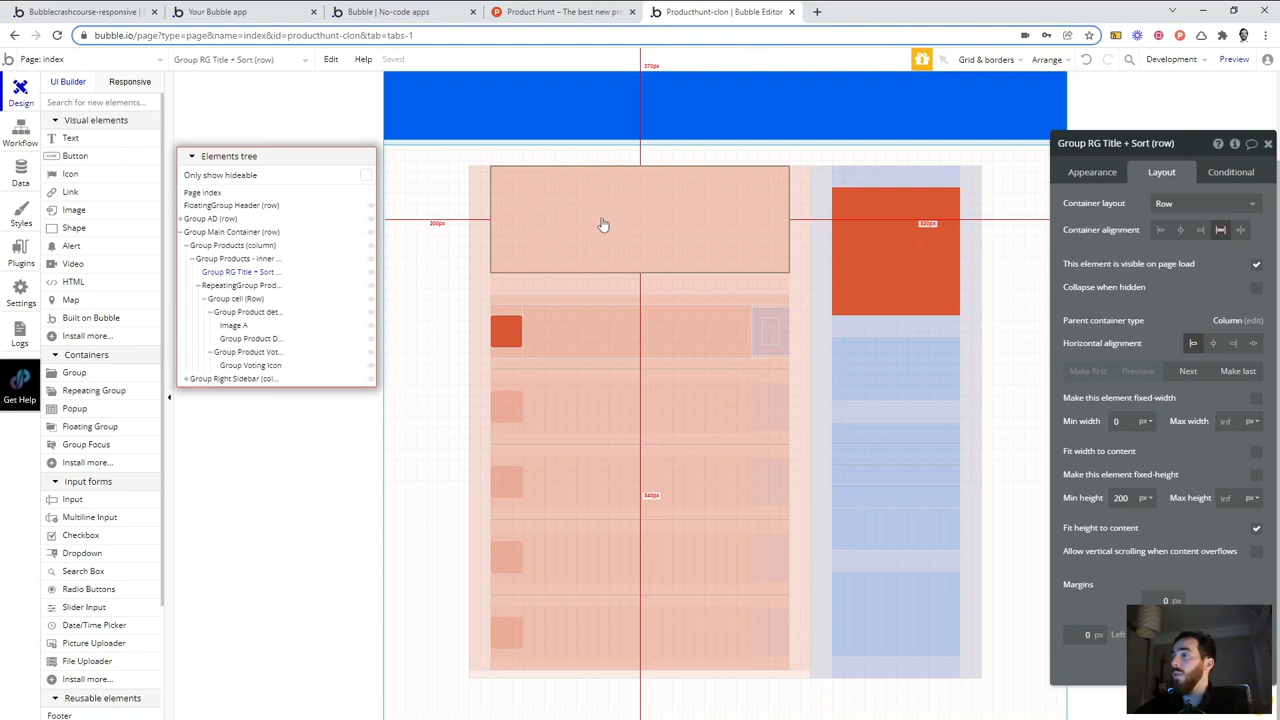 Bubblecrashcourse-responsive |
Your Bubble app
Bubble | No-code apps
Product Hunt – The best new pro
Producthunt-clon | Bubble Editor
bubble.io/page?type=page&name=index&id=producthunt-clon&tab=tabs-1
Page: index
Group RG Title + Sort (row)
Edit
Help
Saved
Grid & borders
Arrange
Development
Preview
Design
Workflow
Data
Styles
Plugins
Settings
Logs
Get Help
UI Builder
Responsive
Search for new elements...
Visual elements
Text
Button
Icon
Link
Image
Shape
Alert
Video
HTML
Map
Built on Bubble
Install more...
Containers
Group
Repeating Group
Popup
Floating Group
Group Focus
Install more...
Input forms
Input
Multiline Input
Checkbox
Dropdown
Search Box
Radio Buttons
Slider Input
Date/Time Picker
Picture Uploader
File Uploader
Install more...
Reusable elements
Footer
Elements tree
Only show hideable
Page index
FloatingGroup Header (row)
Group AD (row)
Group Main Container (row)
Group Products (column)
Group Products - inner ...
Group RG Title + Sort ...
RepeatingGroup Prod...
Group cell (Row)
Group Product det...
Image A
Group Product D...
Group Product Vot...
Group Voting Icon
Group Right Sidebar (col...
370px
200px
520px
840px
Group RG Title + Sort (row)
Appearance
Layout
Conditional
Container layout
Row
Container alignment
This element is visible on page load
Collapse when hidden
Parent container type
Column (edit)
Horizontal alignment
Make first
Previous
Next
Make last
Make this element fixed-width
Min width 0 px
Max width inf px
Fit width to content
Make this element fixed-height
Min height 200 px
Max height inf px
Fit height to content
Allow vertical scrolling when content overflows
Margins
0 px
0 px Left